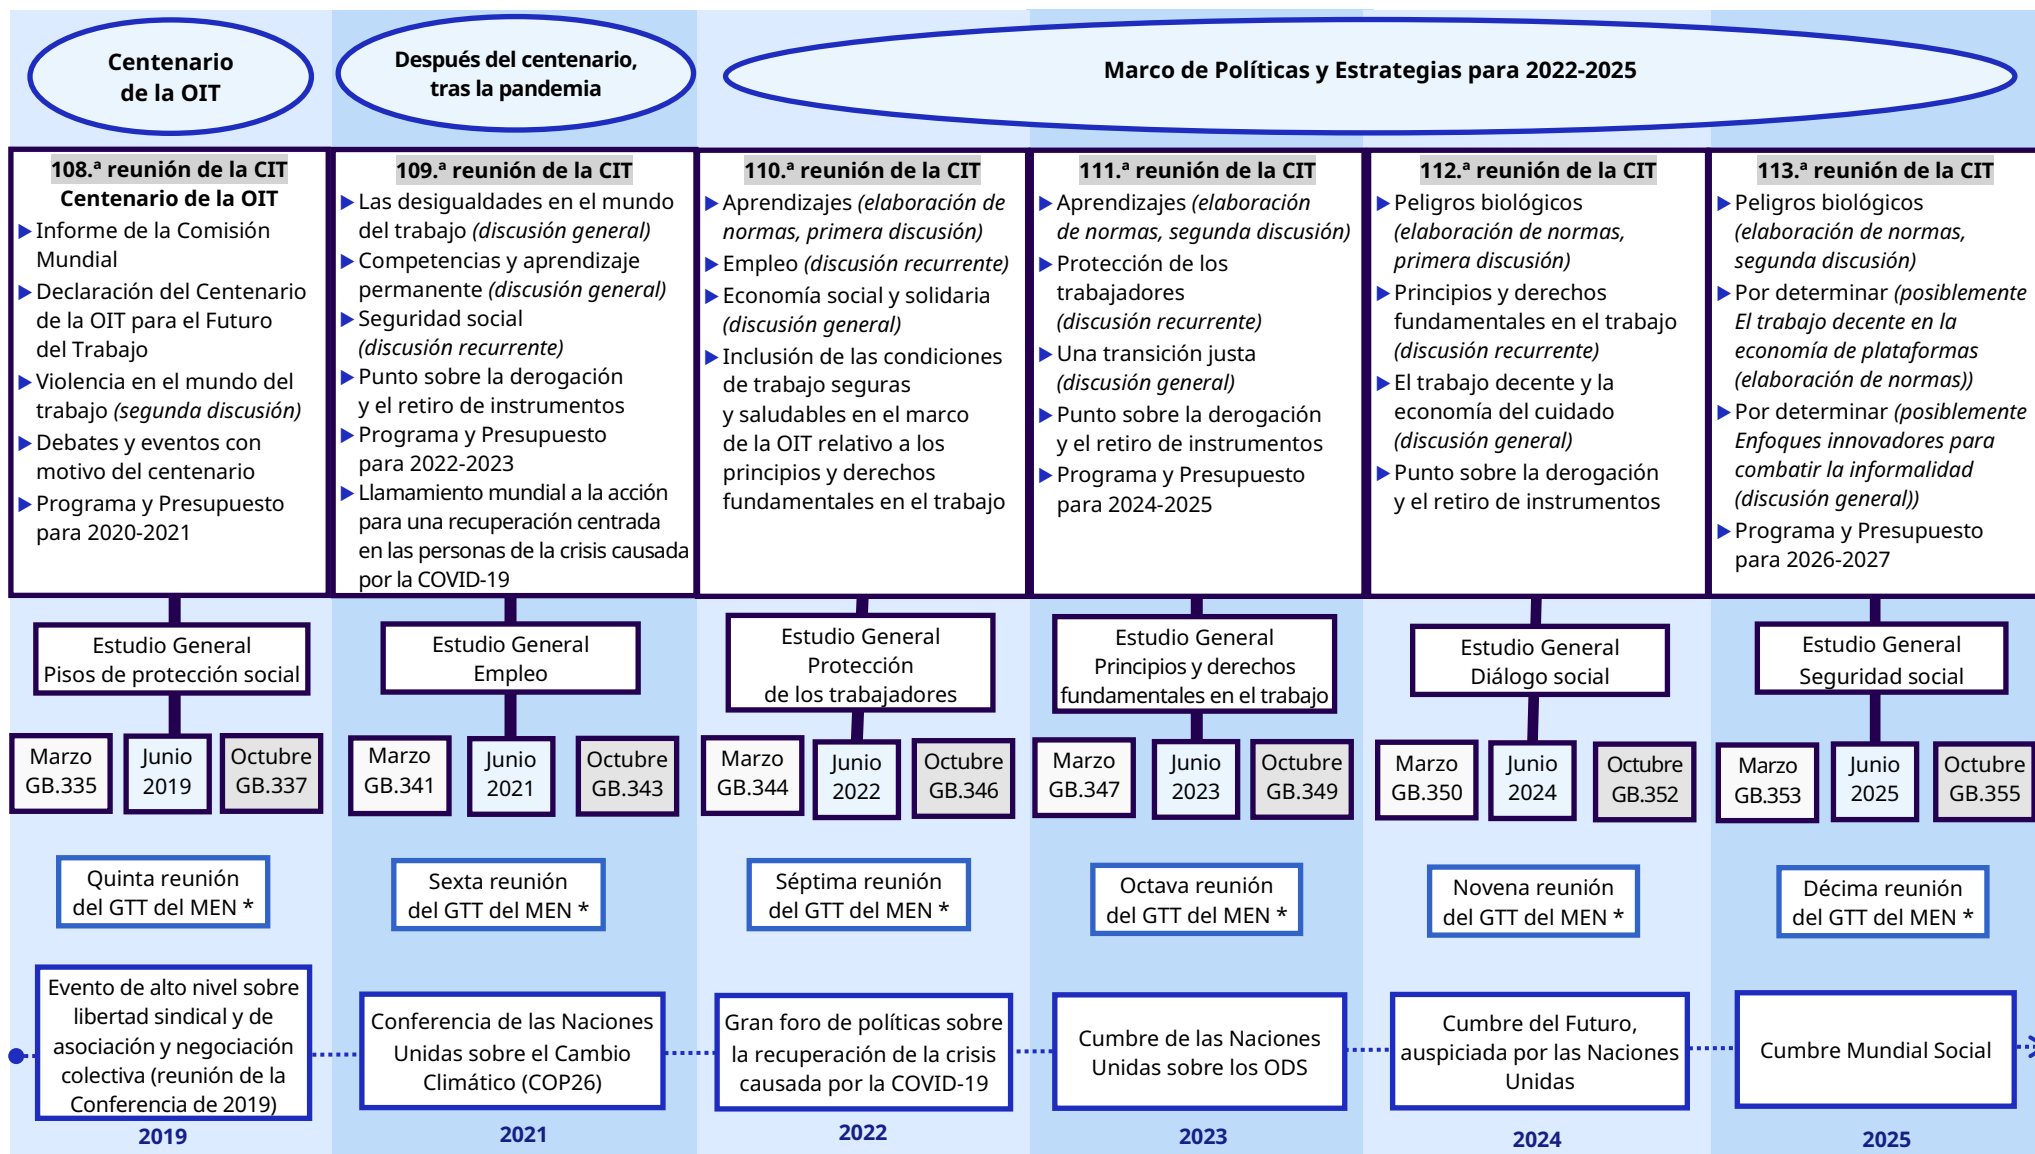 Centenario
de la OIT
Después del centenario,
tras la pandemia
Marco de Políticas y Estrategias para 2022-2025
108.ª reunión de la CIT
Centenario de la OIT
▶ Informe de la Comisión
Mundial
▶ Declaración del Centenario
de la OIT para el Futuro
del Trabajo
▶ Violencia en el mundo del
trabajo (segunda discusión)
▶ Debates y eventos con
motivo del centenario
▶ Programa y Presupuesto
para 2020-2021
109.ª reunión de la CIT
▶ Las desigualdades en el mundo
del trabajo (discusión general)
▶ Competencias y aprendizaje
permanente (discusión general)
▶ Seguridad social
(discusión recurrente)
▶ Punto sobre la derogación
y el retiro de instrumentos
▶ Programa y Presupuesto
para 2022-2023
▶ Llamamiento mundial a la acción
para una recuperación centrada
en las personas de la crisis causada
por la COVID-19
110.ª reunión de la CIT
▶ Aprendizajes (elaboración de
normas, primera discusión)
▶ Empleo (discusión recurrente)
▶ Economía social y solidaria
(discusión general)
▶ Inclusión de las condiciones
de trabajo seguras
y saludables en el marco
de la OIT relativo a los
principios y derechos
fundamentales en el trabajo
111.ª reunión de la CIT
▶ Aprendizajes (elaboración
de normas, segunda discusión)
▶ Protección de los
trabajadores
(discusión recurrente)
▶ Una transición justa
(discusión general)
▶ Punto sobre la derogación
y el retiro de instrumentos
▶ Programa y Presupuesto
para 2024-2025
112.ª reunión de la CIT
▶ Peligros biológicos
(elaboración de normas,
primera discusión)
▶ Principios y derechos
fundamentales en el trabajo
(discusión recurrente)
▶ El trabajo decente y la
economía del cuidado
(discusión general)
▶ Punto sobre la derogación
y el retiro de instrumentos
113.ª reunión de la CIT
▶ Peligros biológicos
(elaboración de normas,
segunda discusión)
▶ Por determinar (posiblemente
El trabajo decente en la
economía de plataformas
(elaboración de normas))
▶ Por determinar (posiblemente
Enfoques innovadores para
combatir la informalidad
(discusión general))
▶ Programa y Presupuesto
para 2026-2027
Estudio General
Pisos de protección social
Estudio General
Empleo
Estudio General
Protección
de los trabajadores
Estudio General
Principios y derechos
fundamentales en el trabajo
Estudio General
Diálogo social
Estudio General
Seguridad social
Marzo
GB.335
Junio
2019
Octubre
GB.337
Marzo
GB.341
Junio
2021
Octubre
GB.343
Marzo
GB.344
Junio
2022
Octubre
GB.346
Marzo
GB.347
Junio
2023
Octubre
GB.349
Marzo
GB.350
Junio
2024
Octubre
GB.352
Marzo
GB.353
Junio
2025
Octubre
GB.355
Quinta reunión
del GTT del MEN *
Sexta reunión
del GTT del MEN *
Séptima reunión
del GTT del MEN *
Octava reunión
del GTT del MEN *
Novena reunión
del GTT del MEN *
Décima reunión
del GTT del MEN *
Evento de alto nivel sobre
libertad sindical y de
asociación y negociación
colectiva (reunión de la
Conferencia de 2019)
Conferencia de las Naciones
Unidas sobre el Cambio
Climático (COP26)
Gran foro de políticas sobre
la recuperación de la crisis
causada por la COVID-19
Cumbre de las Naciones
Unidas sobre los ODS
Cumbre del Futuro,
auspiciada por las Naciones
Unidas
Cumbre Mundial Social
2019
2021
2022
2023
2024
2025